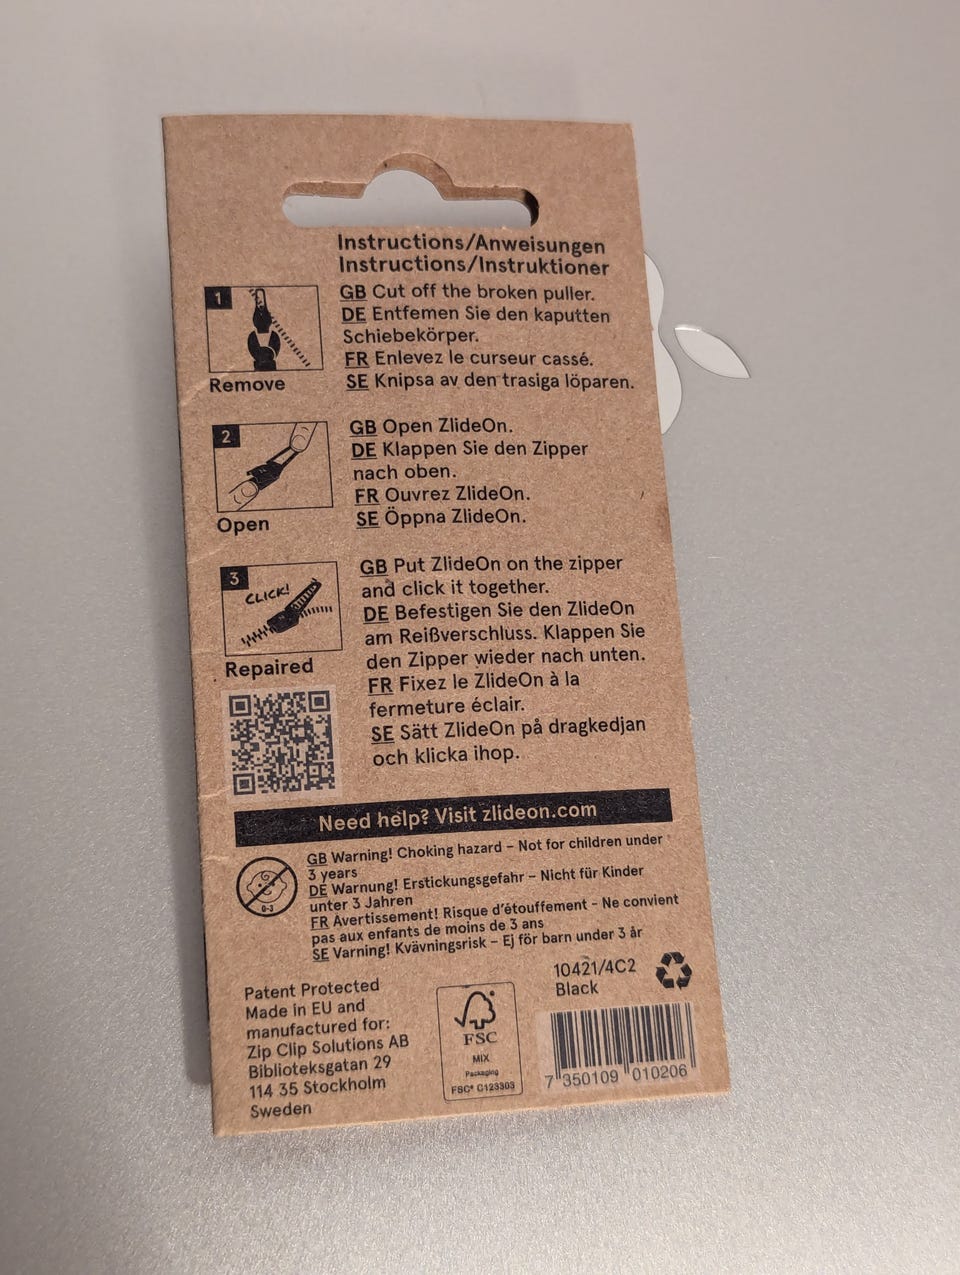 Instructions/Anweisungen
Instructions/Instruktioner
1
Remove
GB Cut off the broken puller.
DE Entfemen Sie den kaputten
Schiebekörper.
FR Enlevez le curseur cassé.
SE Knipsa av den trasiga löparen.
2
Open
GB Open ZlideOn.
DE Klappen Sie den Zipper
nach oben.
FR Ouvrez ZlideOn.
SE Öppna ZlideOn.
3
CLICK!
Repaired
GB Put ZlideOn on the zipper
and click it together.
DE Befestigen Sie den ZlideOn
am Reißverschluss. Klappen Sie
den Zipper wieder nach unten.
FR Fixez le ZlideOn à la
fermeture éclair.
SE Sätt ZlideOn på dragkedjan
och klicka ihop.
Need help? Visit zlideon.com
0-3
GB Warning! Choking hazard – Not for children under
3 years
DE Warnung! Erstickungsgefahr – Nicht für Kinder
unter 3 Jahren
FR Avertissement! Risque d'étouffement - Ne convient
pas aux enfants de moins de 3 ans
SE Varning! Kvävningsrisk – Ej för barn under 3 år
Patent Protected
Made in EU and
manufactured for:
Zip Clip Solutions AB
Biblioteksgatan 29
114 35 Stockholm
Sweden
FSC
MIX
Packaging
FSC® C123303
10421/4C2
Black
7 350109 010206